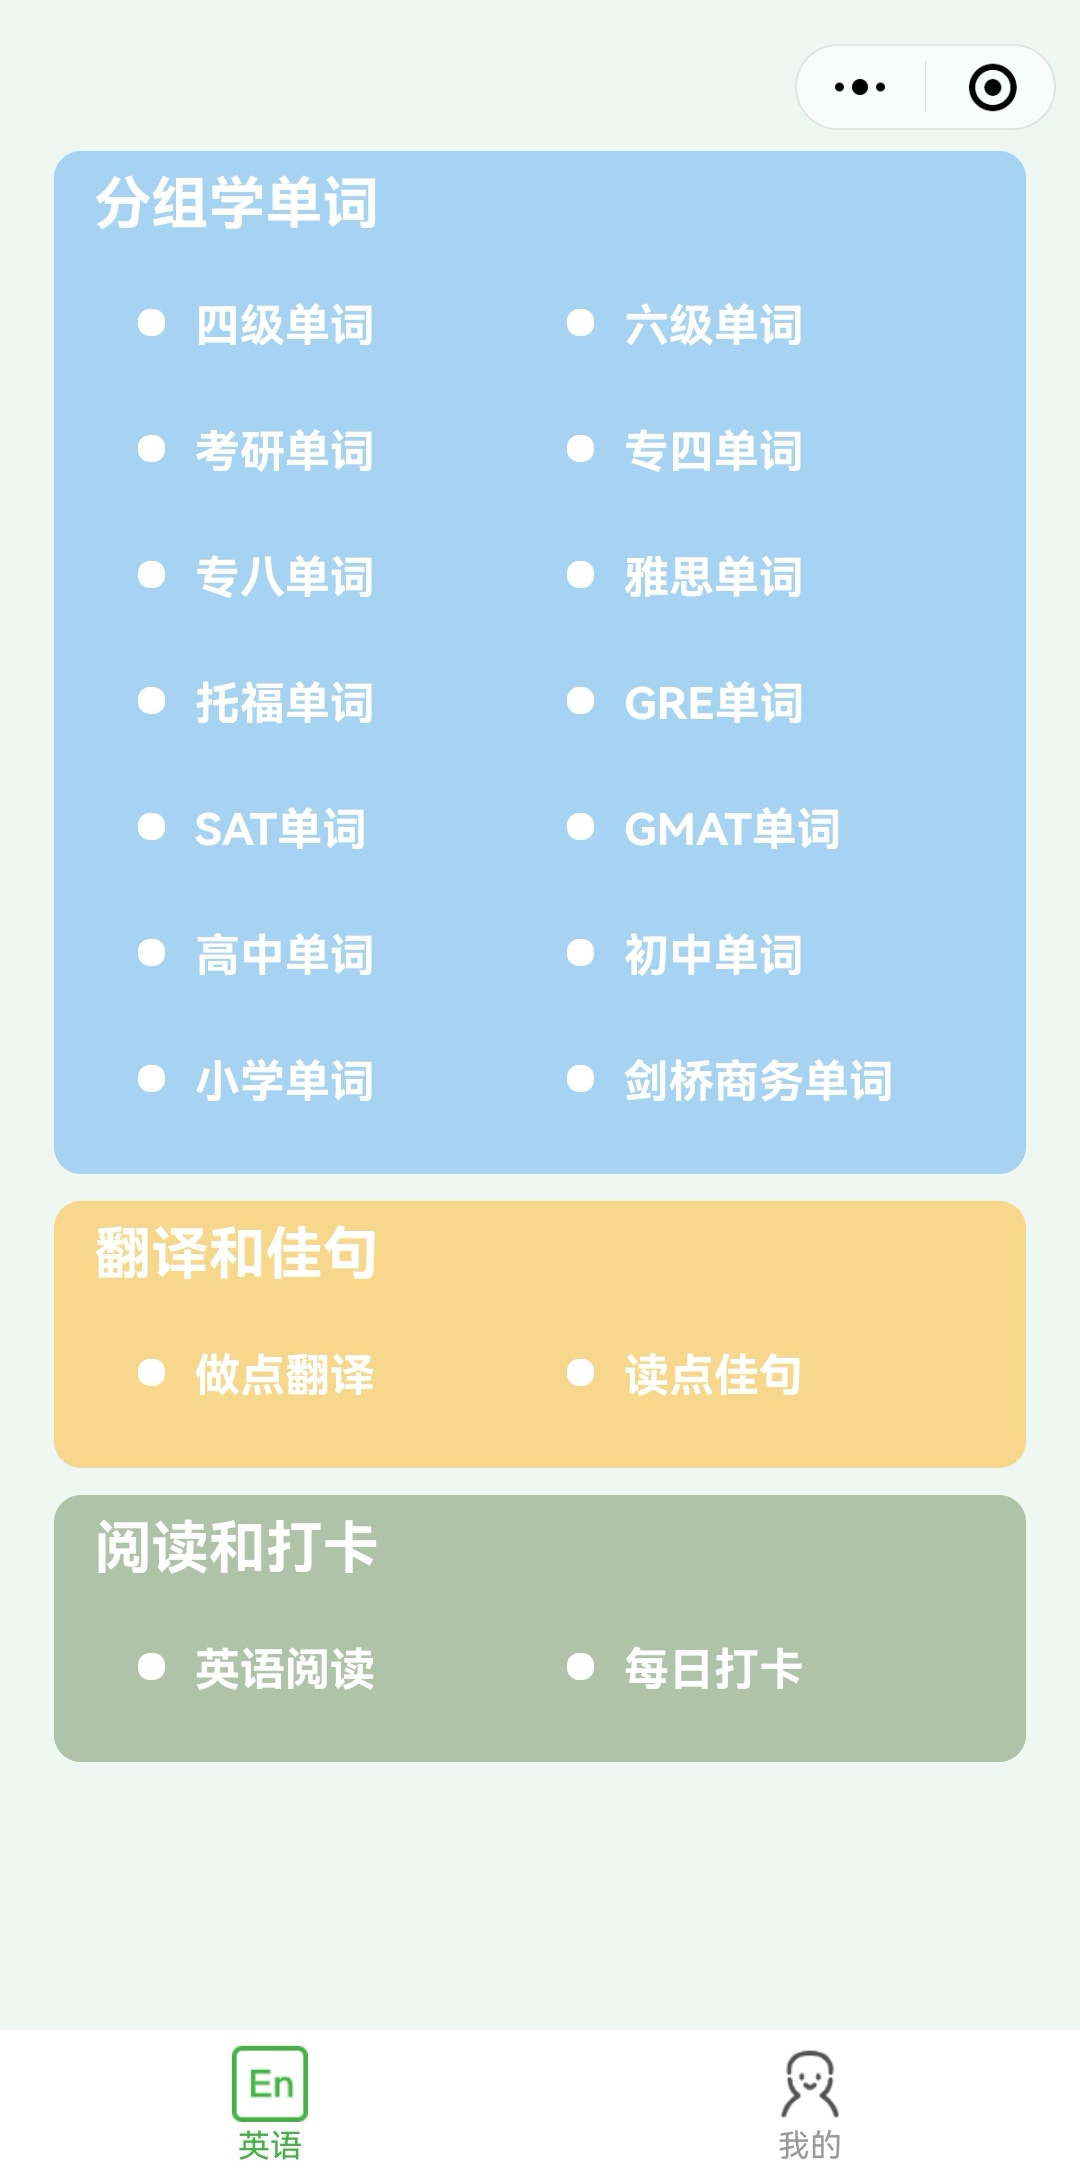 分组学单词
四级单词
六级单词
考研单词
专四单词
专八单词
雅思单词
托福单词
GRE单词
SAT单词
GMAT单词
高中单词
初中单词
小学单词
剑桥商务单词
翻译和佳句
做点翻译
读点佳句
阅读和打卡
英语阅读
每日打卡
En
英语
我的